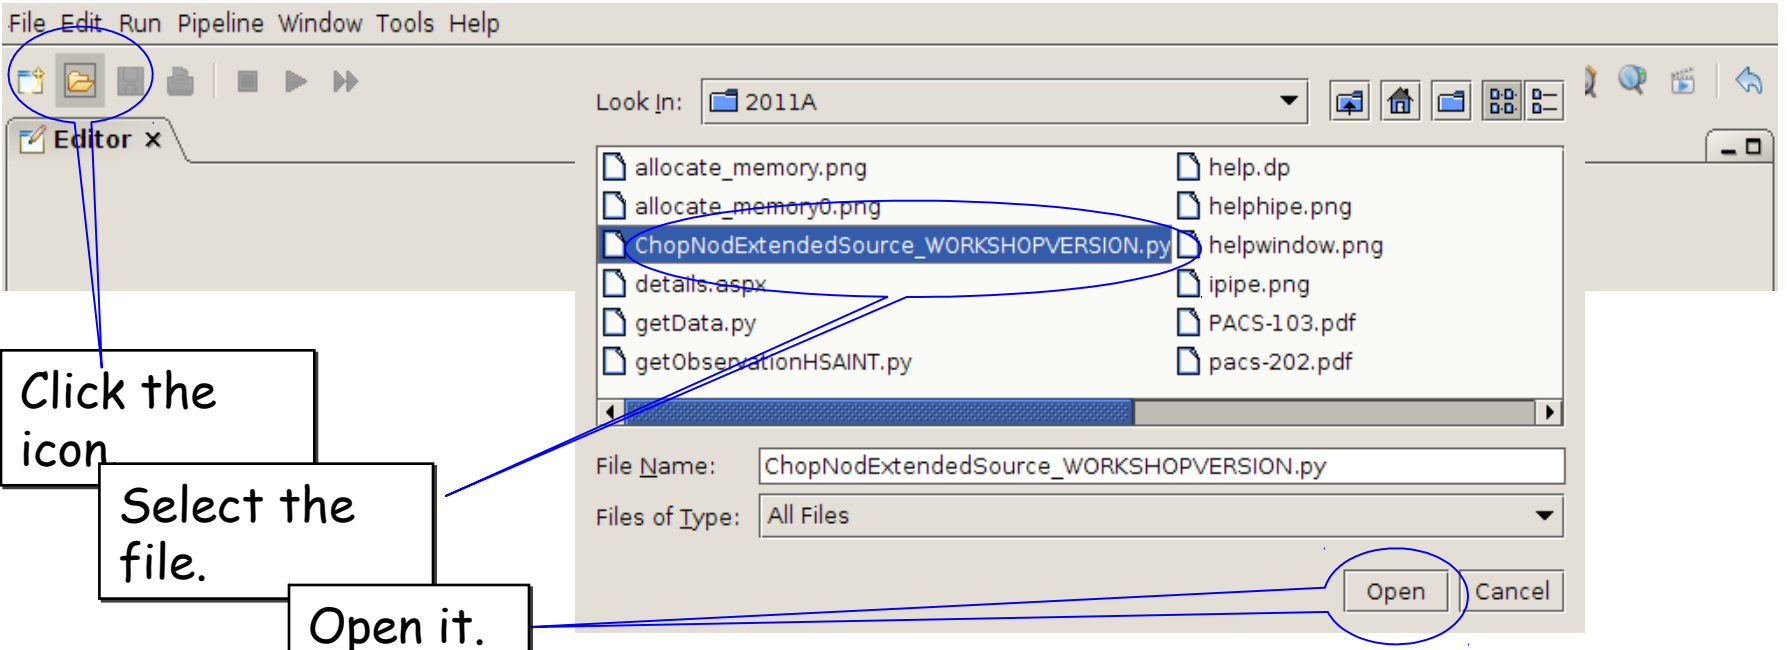 File Edit Run Pipeline Window Tools Help
Editor x
Look In: 2011A
allocate_memory.png
allocate_memory0.png
ChopNodExtendedSource_WORKSHOPVERSION.py
details.aspx
getData.py
getObservationHSAINT.py
help.dp
helphipe.png
helpwindow.png
ipipe.png
PACS-103.pdf
pacs-202.pdf
File Name: ChopNodExtendedSource_WORKSHOPVERSION.py
Files of Type: All Files
Open Cancel
Click the
icon.
Select the
file.
Open it.